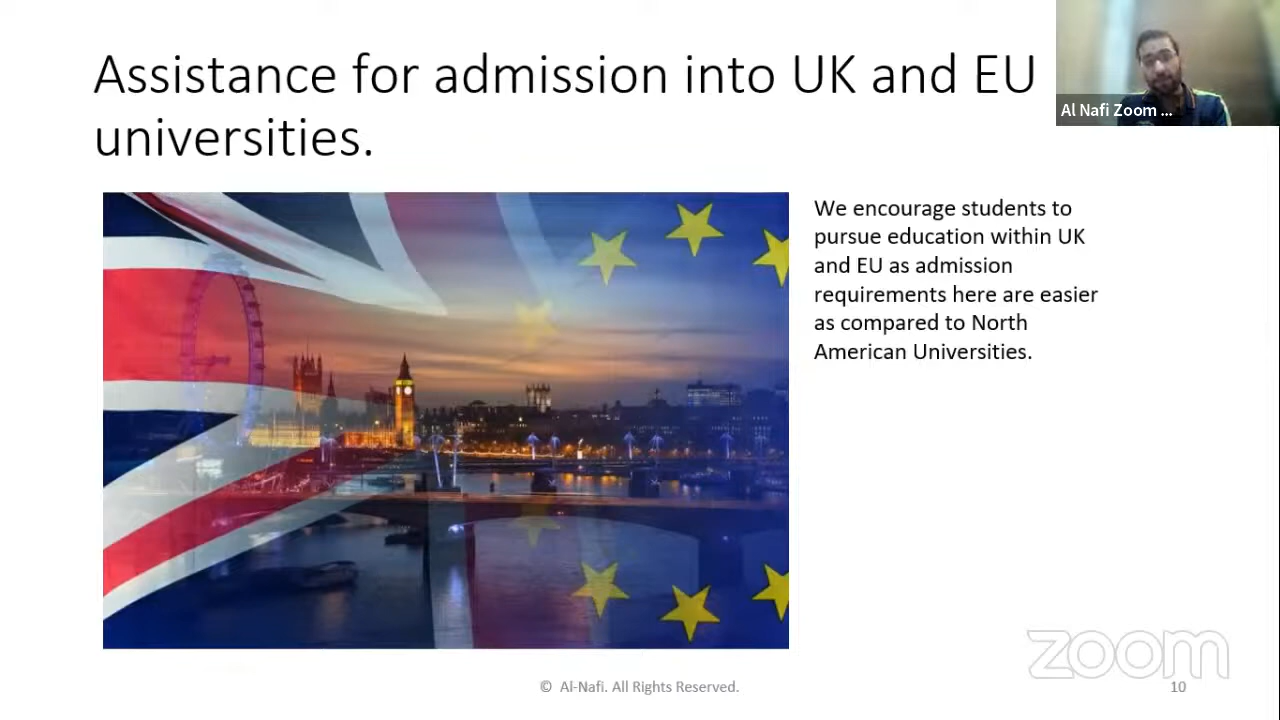 Assistance for admission into UK and EU
universities.
Al Nafi Zoom ...
We encourage students to
pursue education within UK
and EU as admission
requirements here are easier
as compared to North
American Universities.
zoom
© Al-Nafi. All Rights Reserved.
10